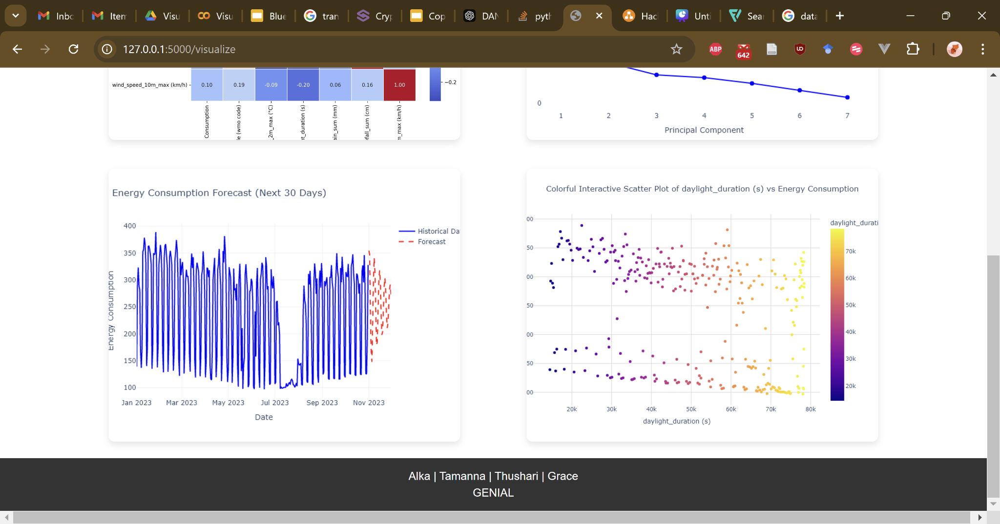 Inbc
Item
Visu
Visu
Blue
tran
Cryp
Cop
DAN
pyth
Hac
Unti
Sear
data
127.0.0.1:5000/visualize
ABP
642
wind_speed_10m_max (km/h)
0.10 0.19 -0.09 -0.20 0.06 0.16 1.00
−0.2
Consumption
le (wmo code)
_2m_max (°C)
nt_duration (s)
ain_sum (mm)
fall_sum (cm)
m_max (km/h)
0
1 2 3 4 5 6 7
Principal Component
Energy Consumption Forecast (Next 30 Days)
Historical Da
Forecast
400
350
300
250
200
150
100
Energy Consumption
Jan 2023 Mar 2023 May 2023 Jul 2023 Sep 2023 Nov 2023
Date
Colorful Interactive Scatter Plot of daylight_duration (s) vs Energy Consumption
00
50
00
50
00
50
00
20k 30k 40k 50k 60k 70k 80k
daylight_duration (s)
daylight_durati
70k
60k
50k
40k
30k
20k
Alka | Tamanna | Thushari | Grace
GENIAL